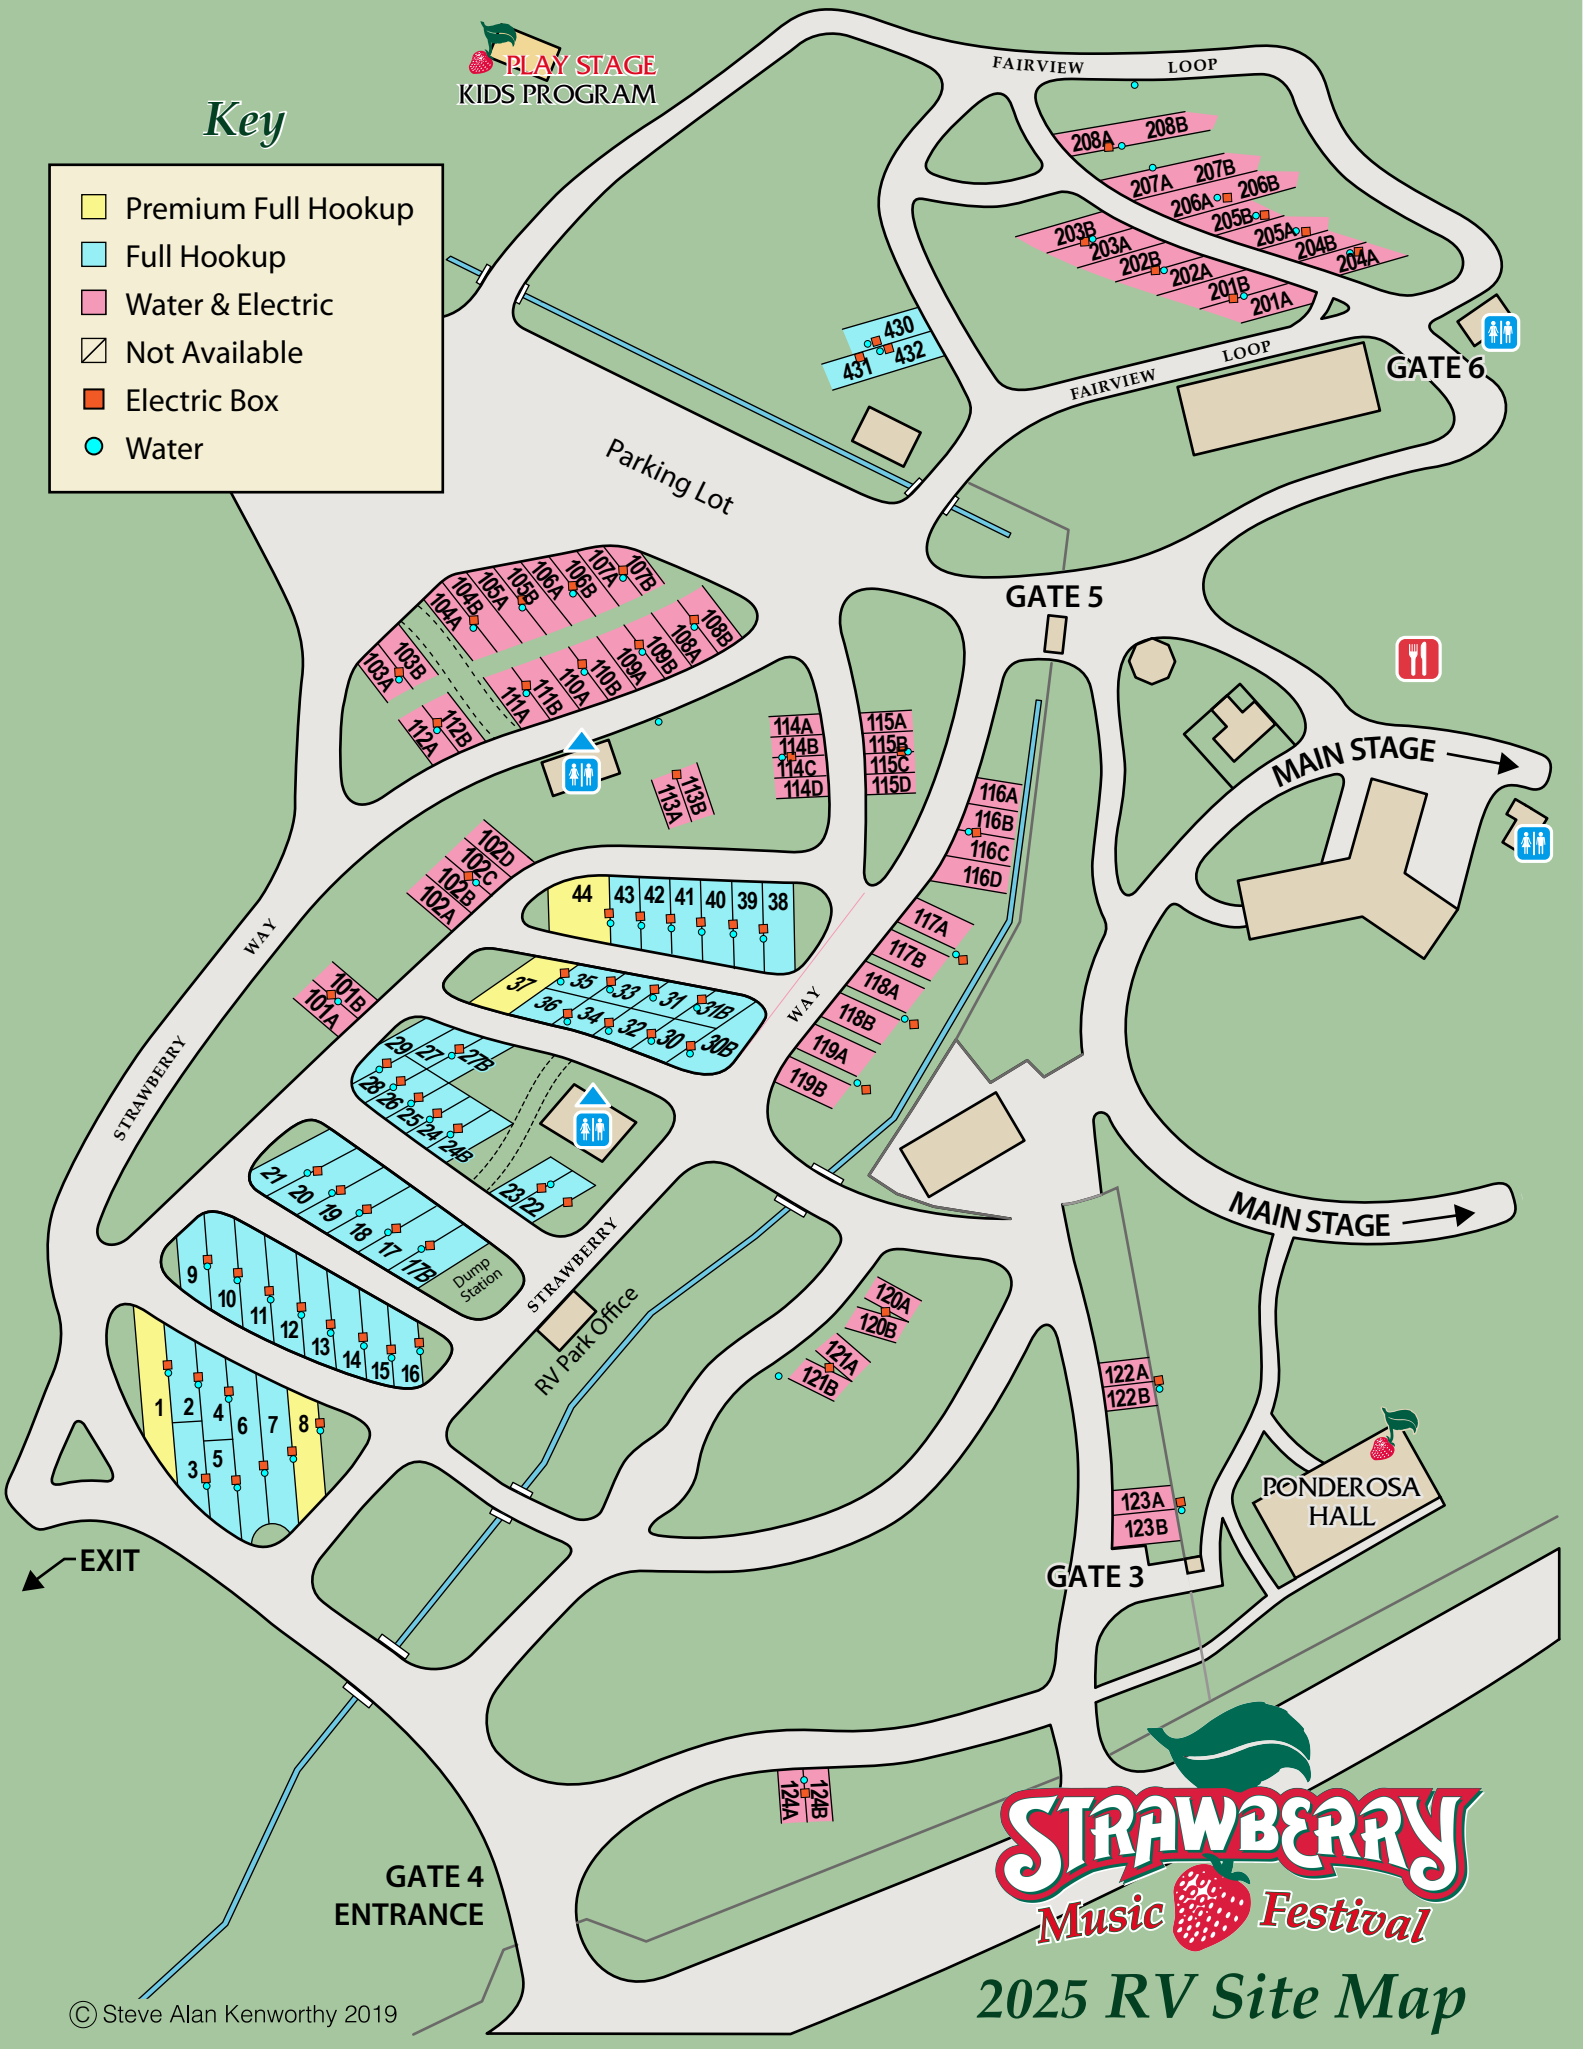 PLAY STAGE
KIDS PROGRAM
FAIRVIEW LOOP
Key
Premium Full Hookup
Full Hookup
Water & Electric
Not Available
Electric Box
Water
208A 208B
207A 207B
206A 206B
205B
205A
204B
204A
203B
203A
202B
202A
201B
201A
430
431 432
GATE 6
FAIRVIEW LOOP
Parking Lot
GATE 5
104A 104B 105A 105B 106A 106B 107A 107B
103A 103B
108A 108B
109A 109B
110A 110B
111A 111B
112A 112B
113A 113B
114A
114B
114C
114D
115A
115B
115C
115D
MAIN STAGE
116A
116B
116C
116D
102D
102C
102B
102A
44 43 42 41 40 39 38
117A
117B
118A
118B
119A
119B
WAY
101B
101A
37 35 33 31 31B
36 34 32 30 30B
WAY
STRAWBERRY
29 27 27B
28 26 25 24 24B
23 22
21 20 19 18 17 17B
Dump
Station
STRAWBERRY
MAIN STAGE
9 10 11 12 13 14 15 16
RV Park Office
120A
120B
121A
121B
1 2 4 6 7 8
3 5
122A
122B
123A
123B
PONDEROSA
HALL
EXIT
GATE 3
124A 124B
GATE 4
ENTRANCE
STRAWBERRY
Music Festival
2025 RV Site Map
© Steve Alan Kenworthy 2019